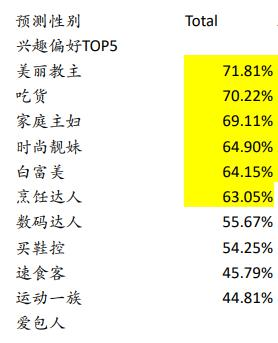 预测性别 Total
兴趣偏好TOP5
美丽教主 71.81%
吃货 70.22%
家庭主妇 69.11%
时尚靓妹 64.90%
白富美 64.15%
烹饪达人 63.05%
数码达人 55.67%
买鞋控 54.25%
速食客 45.79%
运动一族 44.81%
爱包人